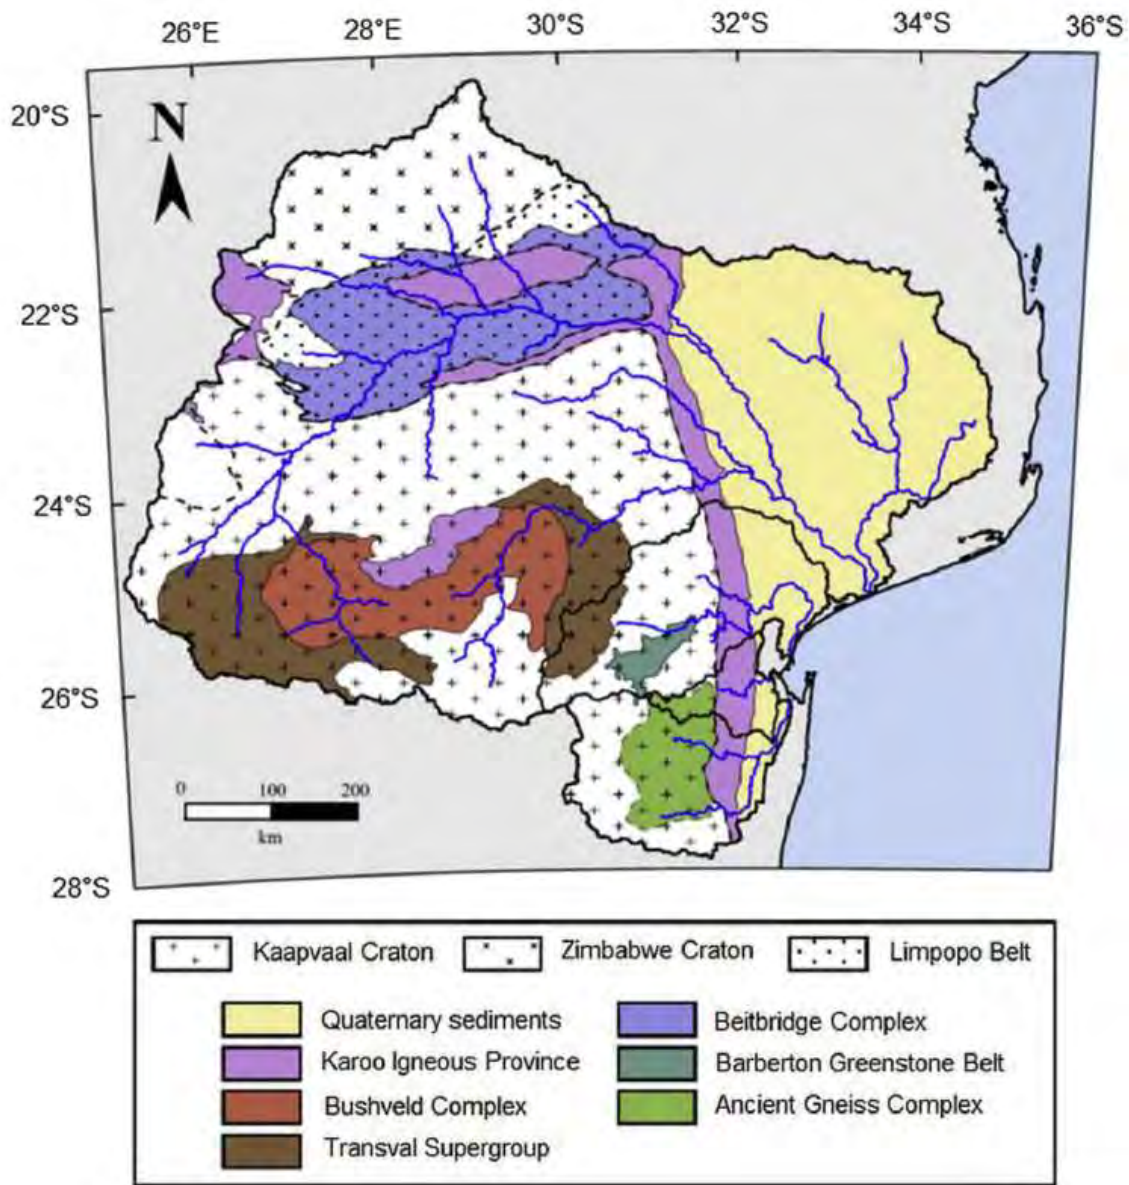 26°E 28°E 30°E 32°E 34°E 36°S
20°S
N
22°S
24°S
26°S
0 100 200
km
28°S
Kaapvaal Craton Zimbabwe Craton Limpopo Belt
Quaternary sediments Beitbridge Complex
Karoo Igneous Province Barberton Greenstone Belt
Bushveld Complex Ancient Gneiss Complex
Transval Supergroup